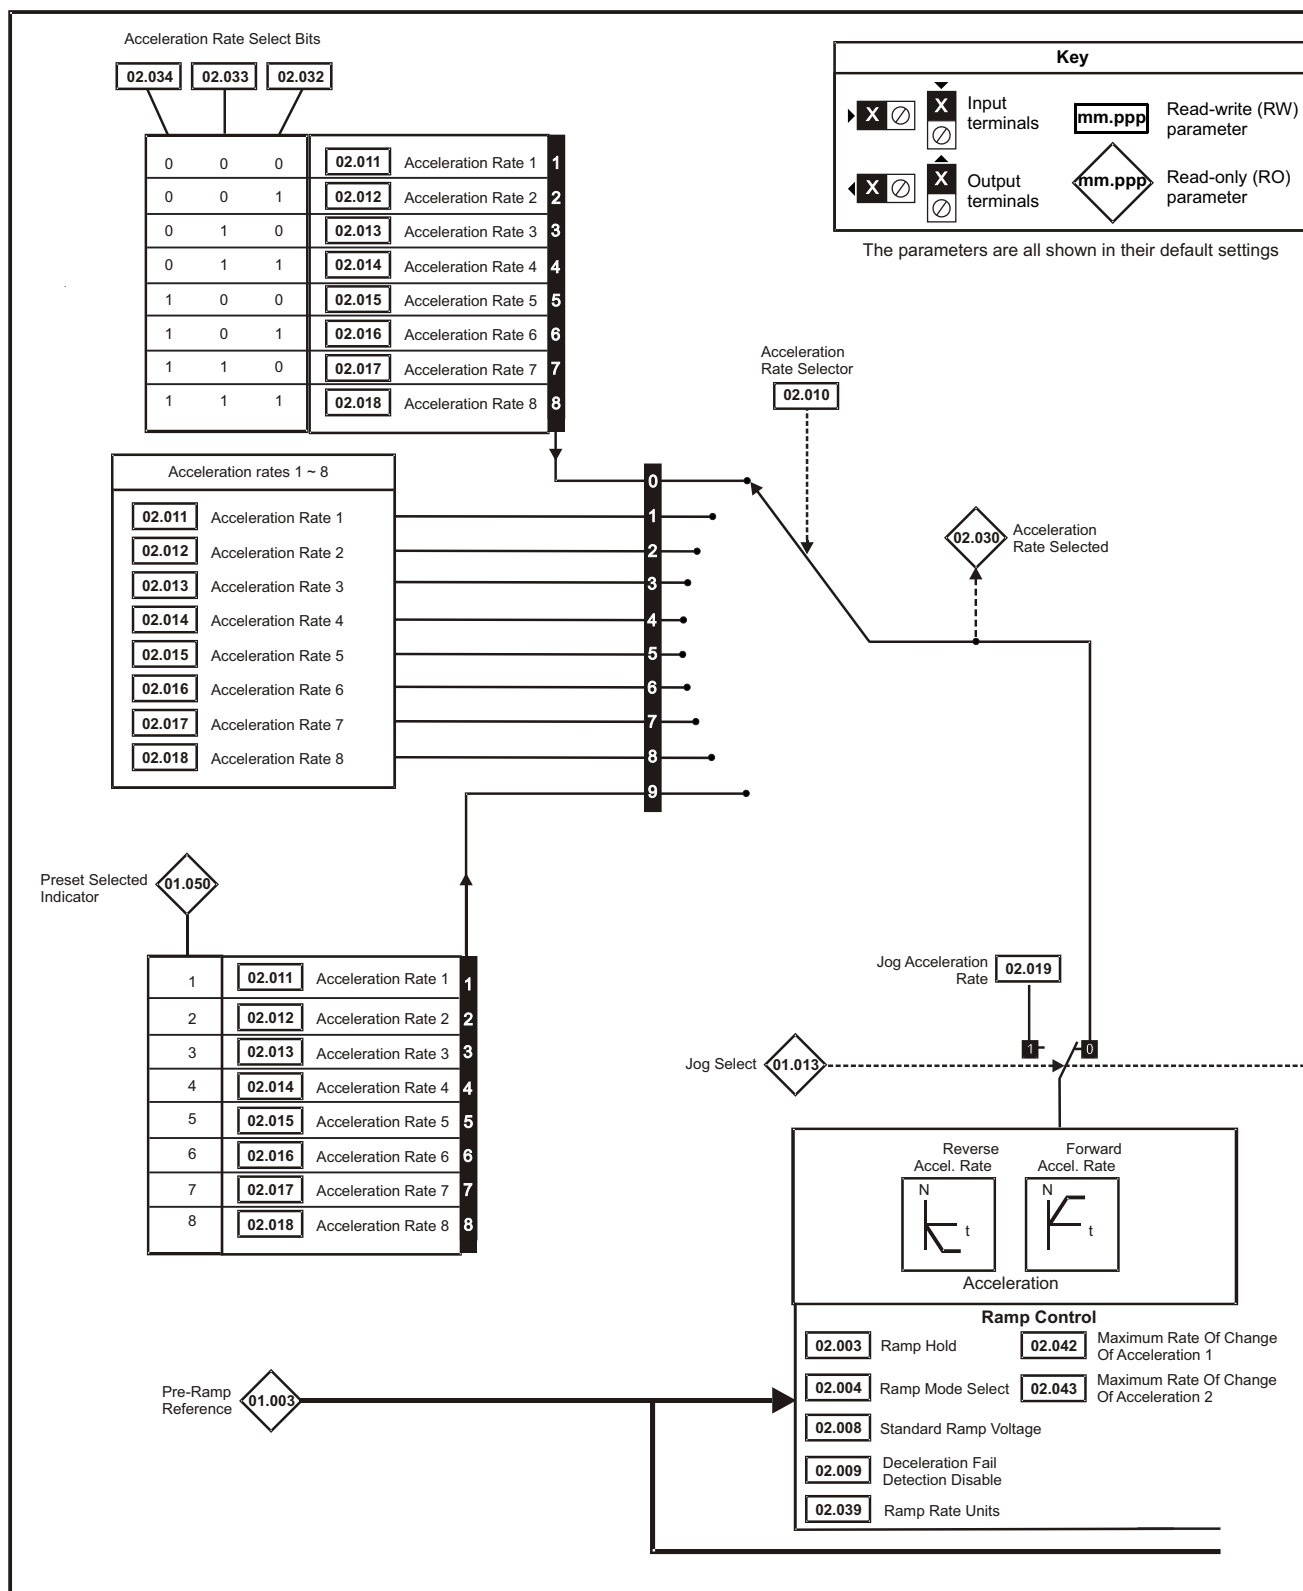 Acceleration Rate Select Bits
02.034 02.033 02.032
0 0 0 02.011 Acceleration Rate 1 1
0 0 1 02.012 Acceleration Rate 2 2
0 1 0 02.013 Acceleration Rate 3 3
0 1 1 02.014 Acceleration Rate 4 4
1 0 0 02.015 Acceleration Rate 5 5
1 0 1 02.016 Acceleration Rate 6 6
1 1 0 02.017 Acceleration Rate 7 7
1 1 1 02.018 Acceleration Rate 8 8
Key
X Input
terminals
X
mm.ppp Read-write (RW)
parameter
X Output
terminals
X
mm.ppp Read-only (RO)
parameter
The parameters are all shown in their default settings
Acceleration
Rate Selector
02.010
Acceleration rates 1 ~ 8
02.011 Acceleration Rate 1
02.012 Acceleration Rate 2
02.013 Acceleration Rate 3
02.014 Acceleration Rate 4
02.015 Acceleration Rate 5
02.016 Acceleration Rate 6
02.017 Acceleration Rate 7
02.018 Acceleration Rate 8
0
1
2
3
4
5
6
7
8
9
02.030 Acceleration
Rate Selected
Preset Selected
Indicator
01.050
1 02.011 Acceleration Rate 1 1
2 02.012 Acceleration Rate 2 2
3 02.013 Acceleration Rate 3 3
4 02.014 Acceleration Rate 4 4
5 02.015 Acceleration Rate 5 5
6 02.016 Acceleration Rate 6 6
7 02.017 Acceleration Rate 7 7
8 02.018 Acceleration Rate 8 8
Jog Acceleration
Rate
02.019
1 0
Jog Select 01.013
Reverse
Accel. Rate
N
t
Forward
Accel. Rate
N
t
Acceleration
Ramp Control
02.003 Ramp Hold
02.042 Maximum Rate Of Change
Of Acceleration 1
02.004 Ramp Mode Select
02.043 Maximum Rate Of Change
Of Acceleration 2
02.008 Standard Ramp Voltage
02.009 Deceleration Fail
Detection Disable
02.039 Ramp Rate Units
Pre-Ramp
Reference
01.003